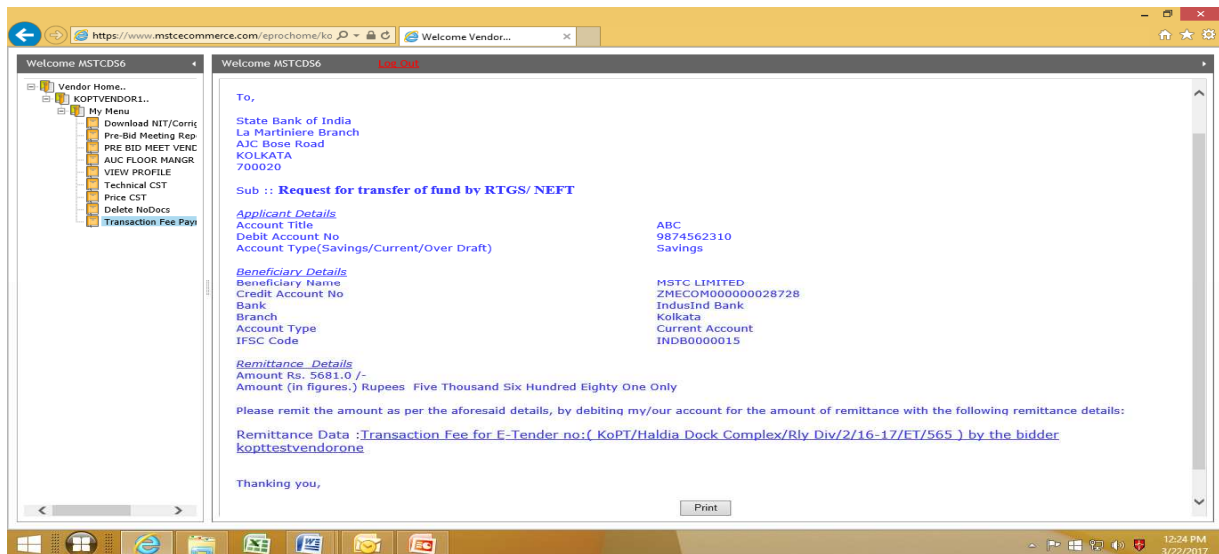 https://www.mstcecommerce.com/eprochome/ko
Welcome Vendor...
Welcome MSTCDS6
Welcome MSTCDS6 Log Out
Vendor Home..
KOPTVENDOR1..
My Menu
Download NIT/Corrig
Pre-Bid Meeting Rep
PRE BID MEET VEND
AUC FLOOR MANGR
VIEW PROFILE
Technical CST
Price CST
Delete NoDocs
Transaction Fee Payı
To,
State Bank of India
La Martiniere Branch
AJC Bose Road
KOLKATA
700020
Sub :: Request for transfer of fund by RTGS/ NEFT
Applicant Details
Account Title ABC
Debit Account No 9874562310
Account Type(Savings/Current/Over Draft) Savings
Beneficiary Details
Beneficiary Name MSTC LIMITED
Credit Account No ZMECOM000000028728
Bank IndusInd Bank
Branch Kolkata
Account Type Current Account
IFSC Code INDB0000015
Remittance Details
Amount Rs. 5681.0 /-
Amount (in figures.) Rupees Five Thousand Six Hundred Eighty One Only
Please remit the amount as per the aforesaid details, by debiting my/our account for the amount of remittance with the following remittance details:
Remittance Data :Transaction Fee for E-Tender no:( KoPT/Haldia Dock Complex/Rly Div/2/16-17/ET/565 ) by the bidder
kopttestvendorone
Thanking you,
Print
12:24 PM
3/22/2017